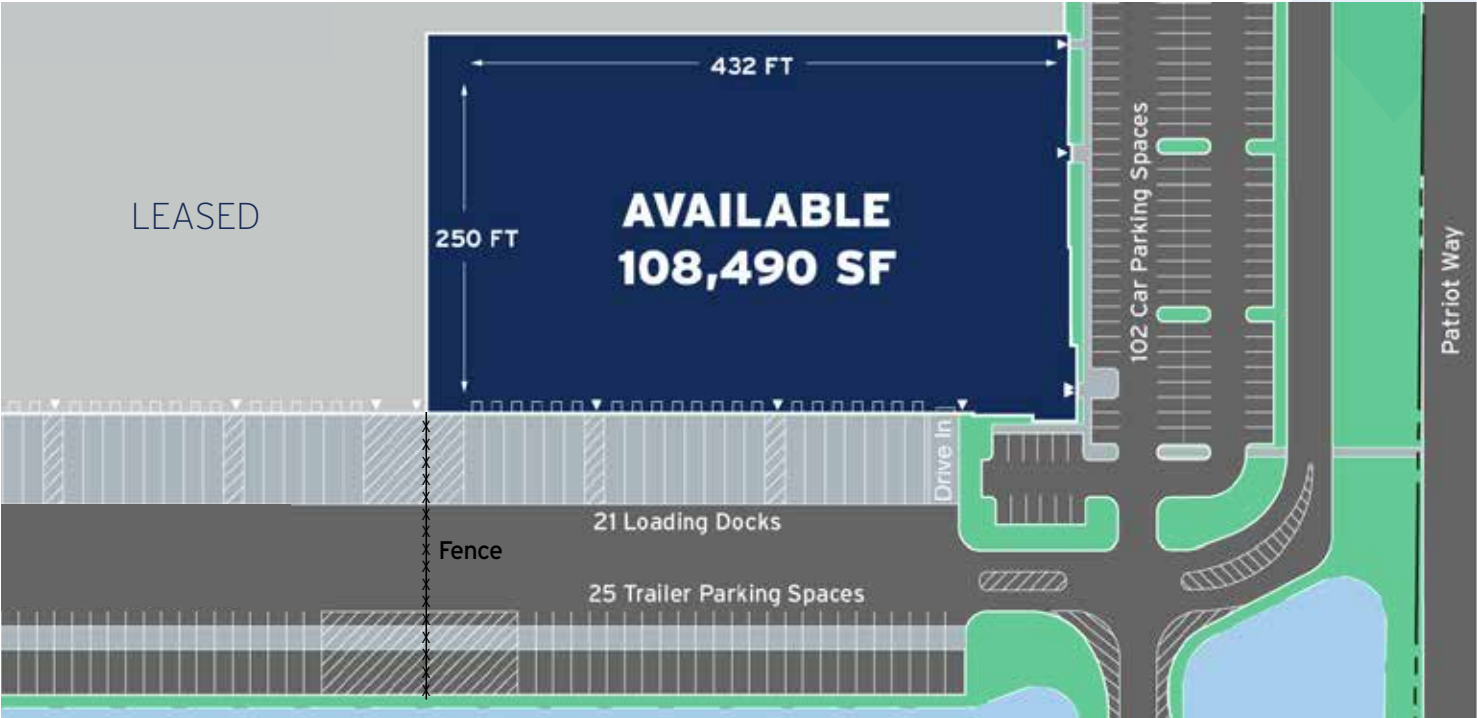 432 FT
LEASED
250 FT
AVAILABLE
108,490 SF
102 Car Parking Spaces
Patriot Way
Drive In
21 Loading Docks
Fence
25 Trailer Parking Spaces